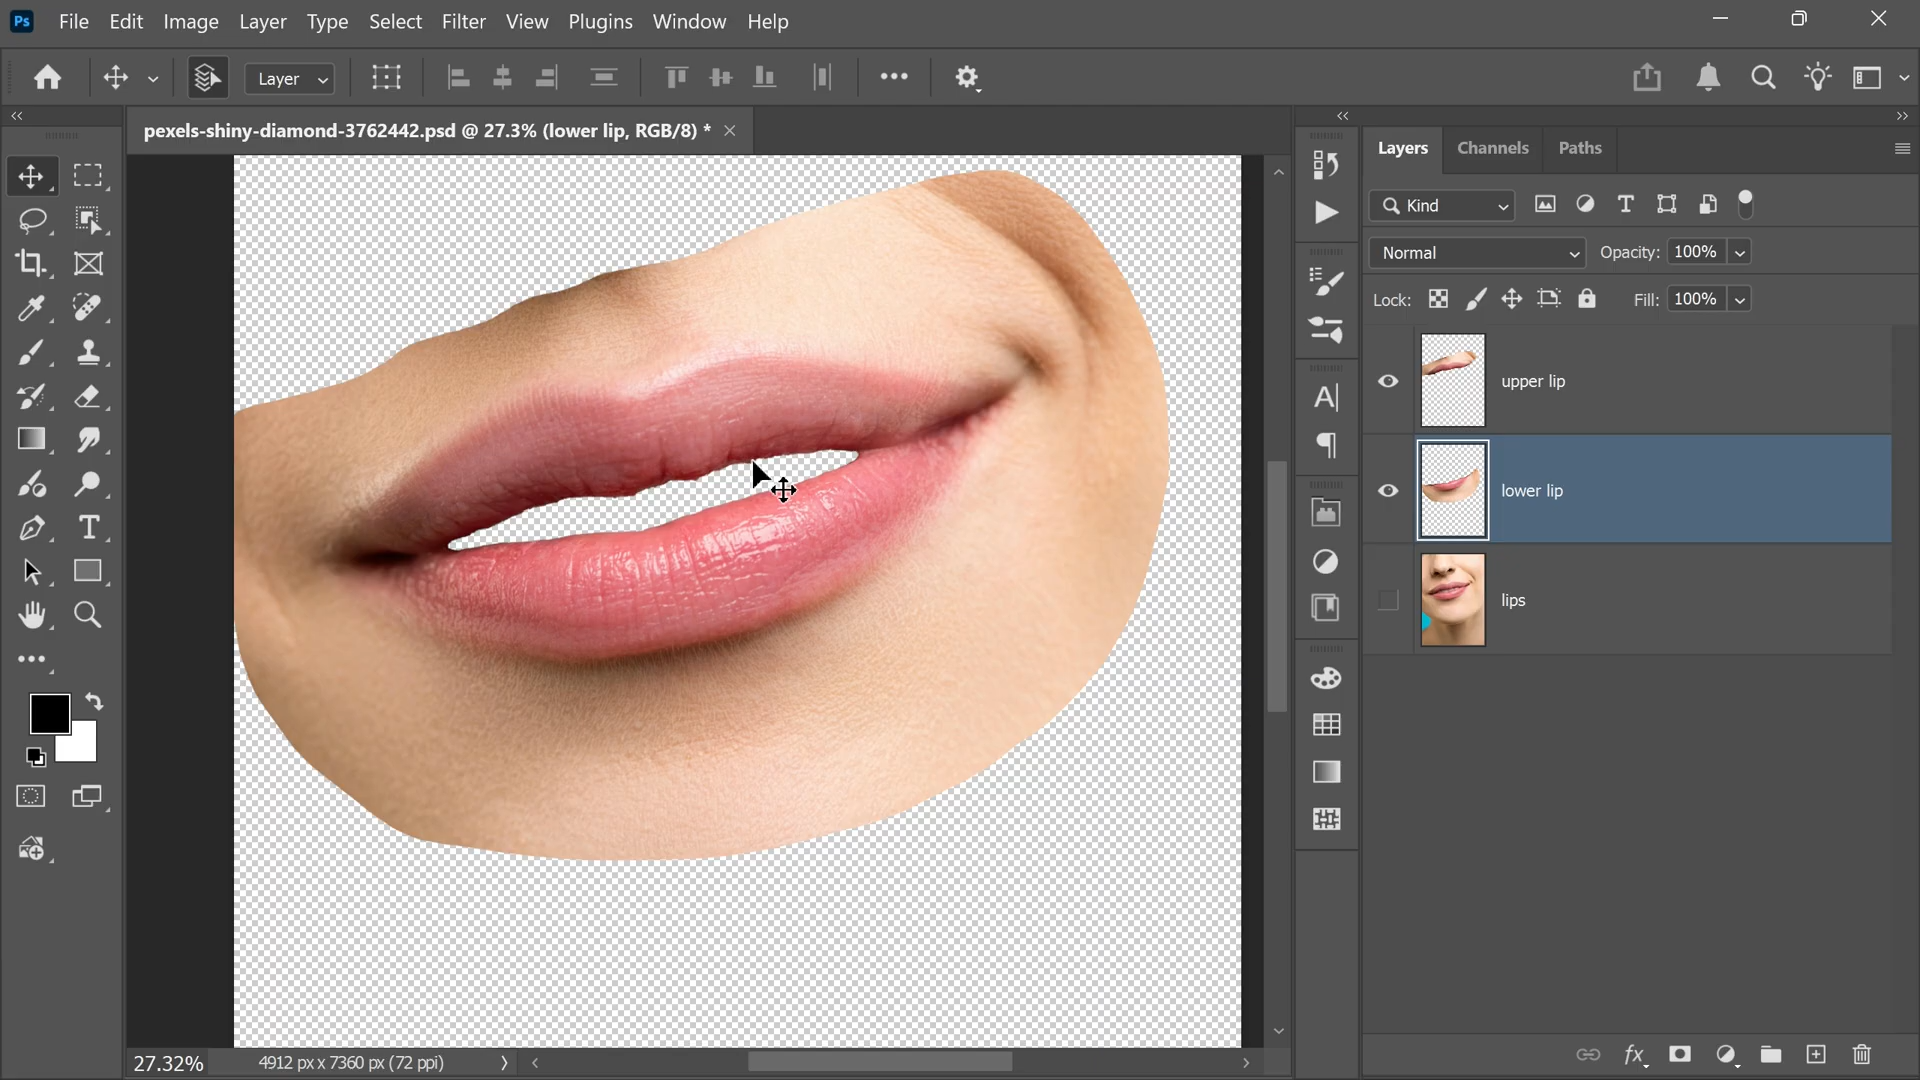 Ps File Edit Image Layer Type Select Filter View Plugins Window Help
Layer
pexels-shiny-diamond-3762442.psd @ 27.3% (lower lip, RGB/8) *
Layers Channels Paths
Kind
Normal Opacity: 100%
Lock: Fill: 100%
upper lip
lower lip
lips
27.32% 4912 px x 7360 px (72 ppi)